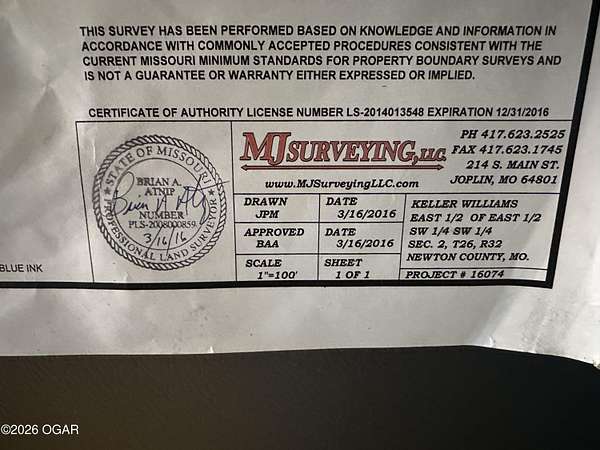 THIS SURVEY HAS BEEN PERFORMED BASED ON KNOWLEDGE AND INFORMATION IN
ACCORDANCE WITH COMMONLY ACCEPTED PROCEDURES CONSISTENT WITH THE
CURRENT MISSOURI MINIMUM STANDARDS FOR PROPERTY BOUNDARY SURVEYS AND
IS NOT A GUARANTEE OR WARRANTY EITHER EXPRESSED OR IMPLIED.
CERTIFICATE OF AUTHORITY LICENSE NUMBER LS-2014013548 EXPIRATION 12/31/2016
STATE OF MISSOURI
BRIAN A.
ATNIP
Brian A Atnip
NUMBER
PLS-2008000859
3/16/16
PROFESSIONAL LAND SURVEYOR
MJ SURVEYING, LLC.
www.MJSurveyingLLC.com
PH 417.623.2525
FAX 417.623.1745
214 S. MAIN ST.
JOPLIN, MO 64801
DRAWN
JPM
DATE
3/16/2016
APPROVED
BAA
DATE
3/16/2016
SCALE
1"=100'
SHEET
1 OF 1
KELLER WILLIAMS
EAST 1/2 OF EAST 1/2
SW 1/4 SW 1/4
SEC. 2, T26, R32
NEWTON COUNTY, MO.
PROJECT # 16074
BLUE INK
©2026 OGAR